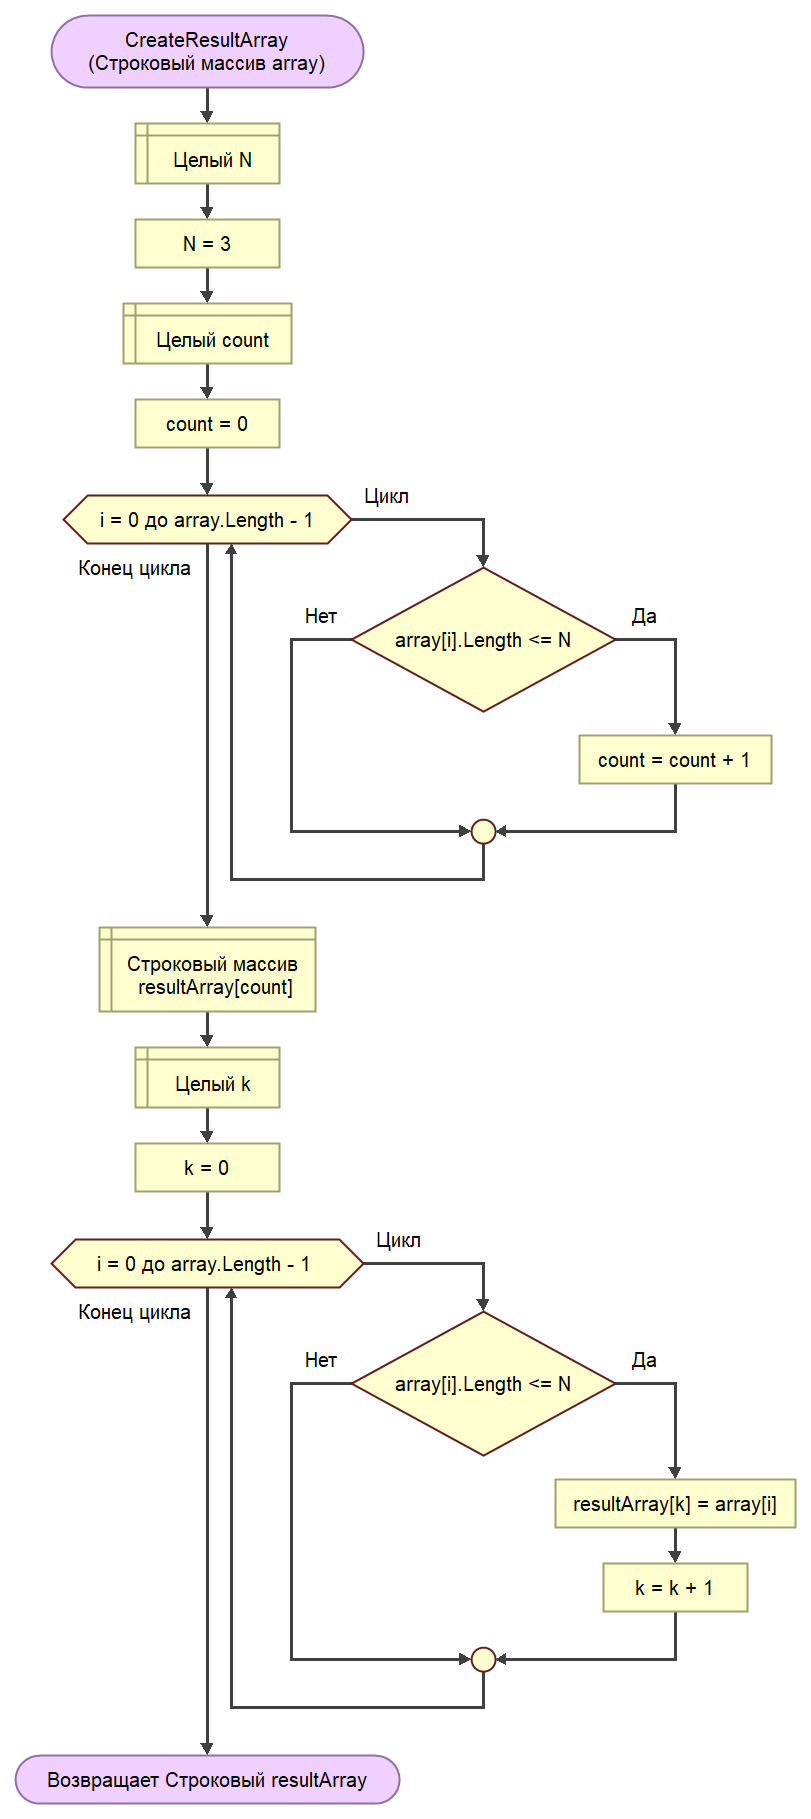 CreateResultArray
(Строковый массив array)
Целый N
N = 3
Целый count
count = 0
i = 0 до array.Length - 1
Цикл
Конец цикла
Нет
array[i].Length <= N
Да
count = count + 1
Строковый массив
resultArray[count]
Целый k
k = 0
i = 0 до array.Length - 1
Цикл
Конец цикла
Нет
array[i].Length <= N
Да
resultArray[k] = array[i]
k = k + 1
Возвращает Строковый resultArray